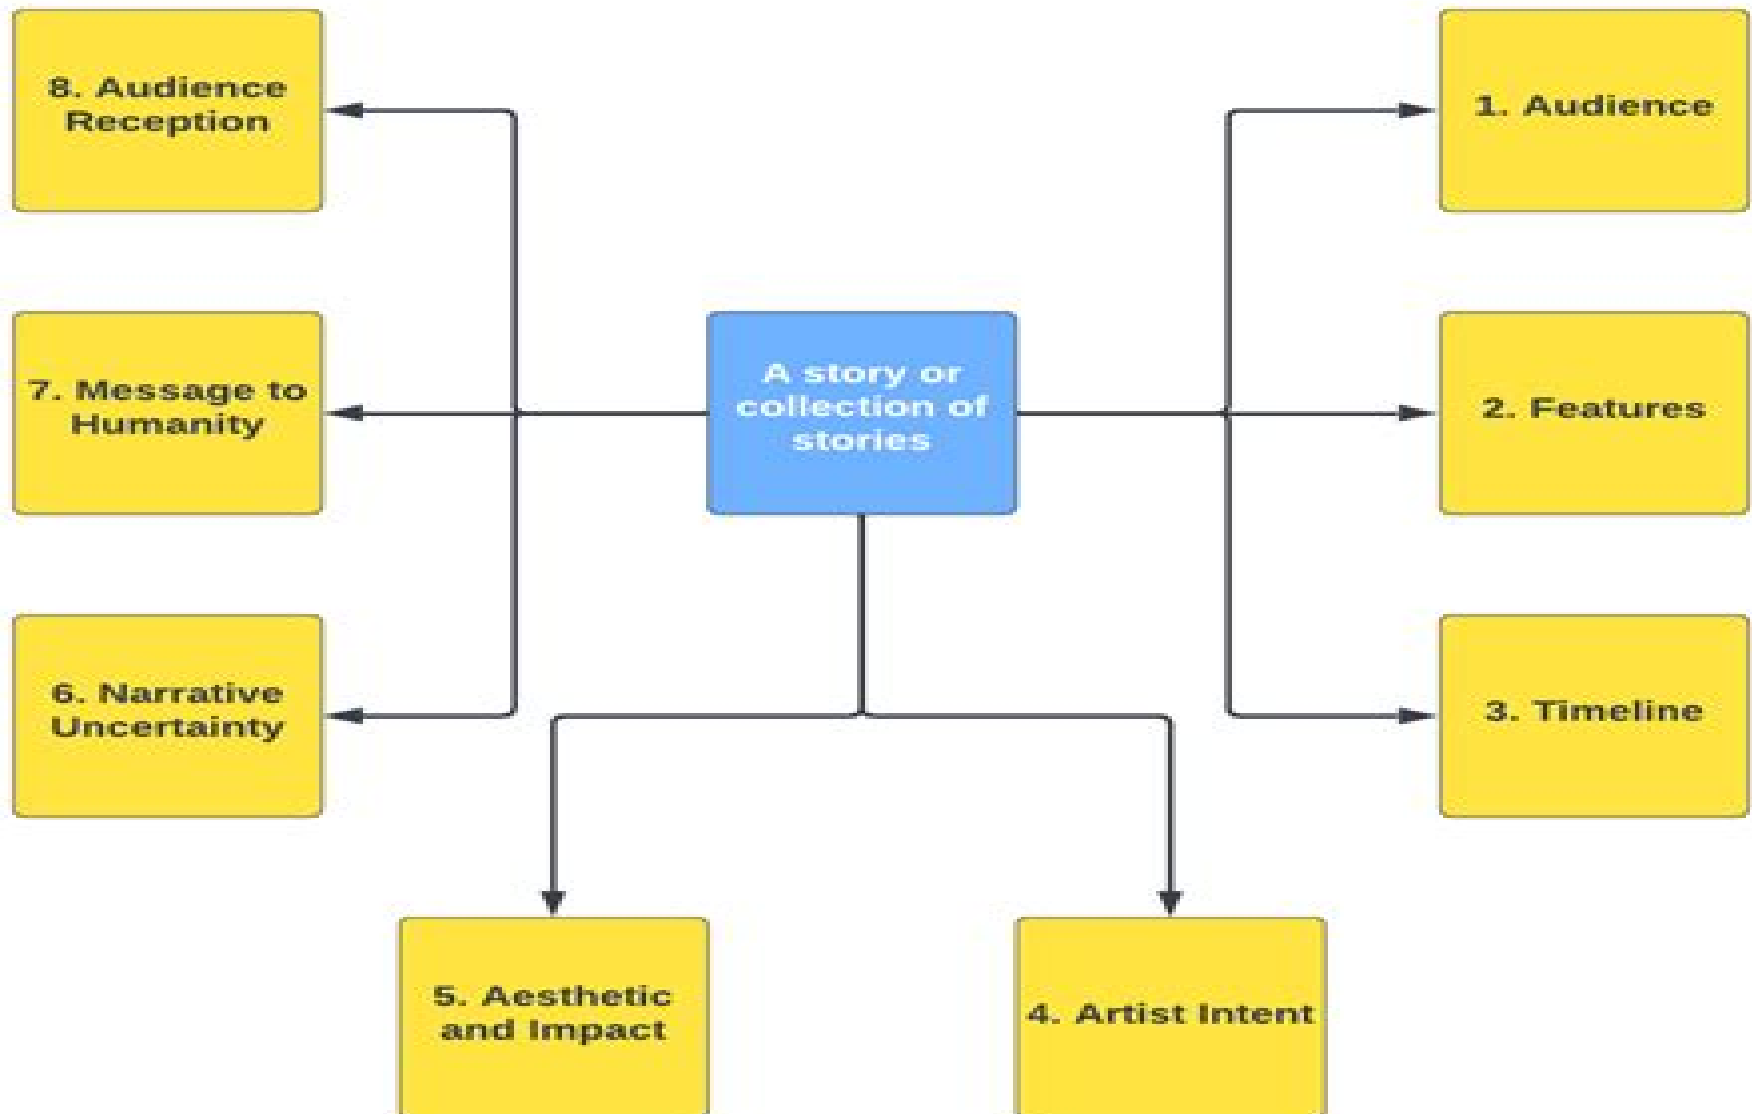 8. Audience
Reception
1. Audience
7. Message to
Humanity
A story or
collection of
stories
2. Features
6. Narrative
Uncertainty
3. Timeline
5. Aesthetic
and Impact
4. Artist Intent